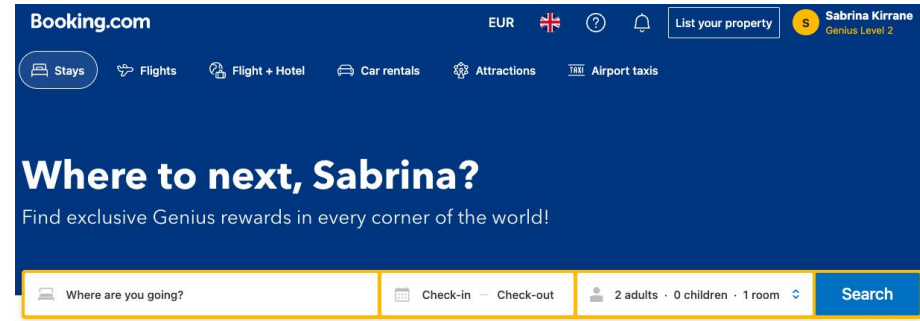 Booking.com EUR List your property S Sabrina Kirrane
Genius Level 2
Stays Flights Flight + Hotel Car rentals Attractions TAXI Airport taxis
Where to next, Sabrina?
Find exclusive Genius rewards in every corner of the world!
Where are you going? Check-in — Check-out 2 adults · 0 children · 1 room Search